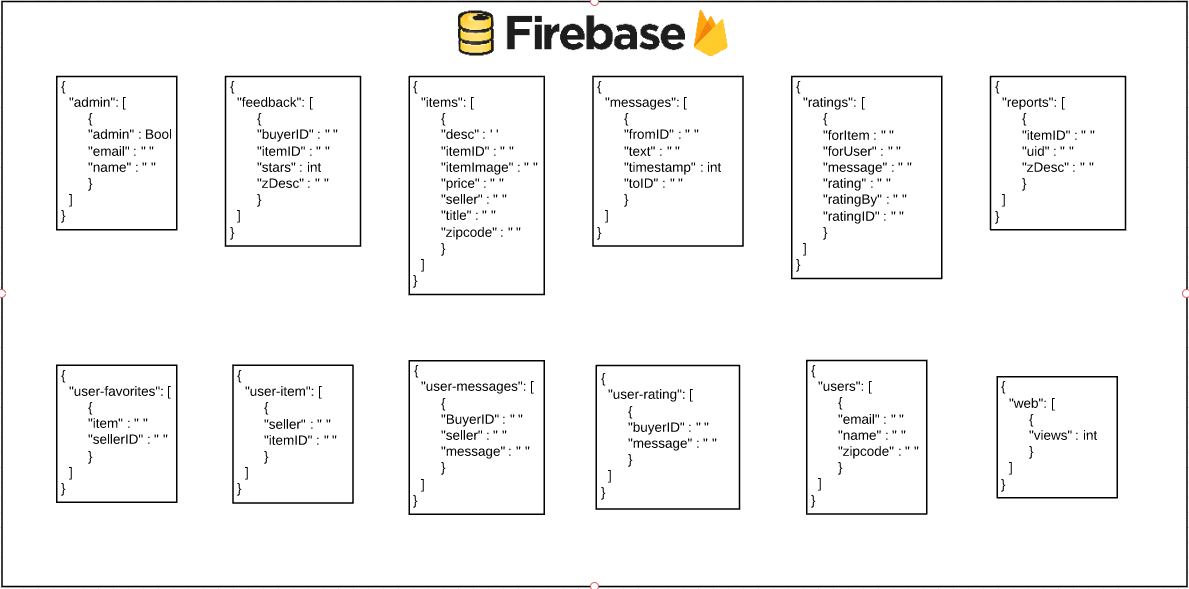 Firebase
{
"admin": [
{
"admin" : Bool
"email" : " "
"name" : " "
}
]
}
{
"feedback": [
{
"buyerID" : " "
"itemID" : " "
"stars" : int
"zDesc" : " "
}
]
}
{
"items": [
{
"desc" : ' '
"itemID" : " "
"itemImage" : " "
"price" : " "
"seller" : " "
"title" : " "
"zipcode" : " "
}
]
}
{
"messages": [
{
"fromID" : " "
"text" : " "
"timestamp" : int
"toID" : " "
}
]
}
{
"ratings": [
{
"forItem : " "
"forUser" : " "
"message" : " "
"rating" : " "
"ratingBy" : " "
"ratingID" : " "
}
]
}
{
"reports": [
{
"itemID" : " "
"uid" : " "
"zDesc" : " "
}
]
}
{
"user-favorites": [
{
"item" : " "
"sellerID" : " "
}
]
}
{
"user-item": [
{
"seller" : " "
"itemID" : " "
}
]
}
{
"user-messages": [
{
"BuyerID" : " "
"seller" : " "
"message" : " "
}
]
}
{
"user-rating": [
{
"buyerID" : " "
"message" : " "
}
]
}
{
"users": [
{
"email" : " "
"name" : " "
"zipcode" : " "
}
]
}
{
"web": [
{
"views" : int
}
]
}